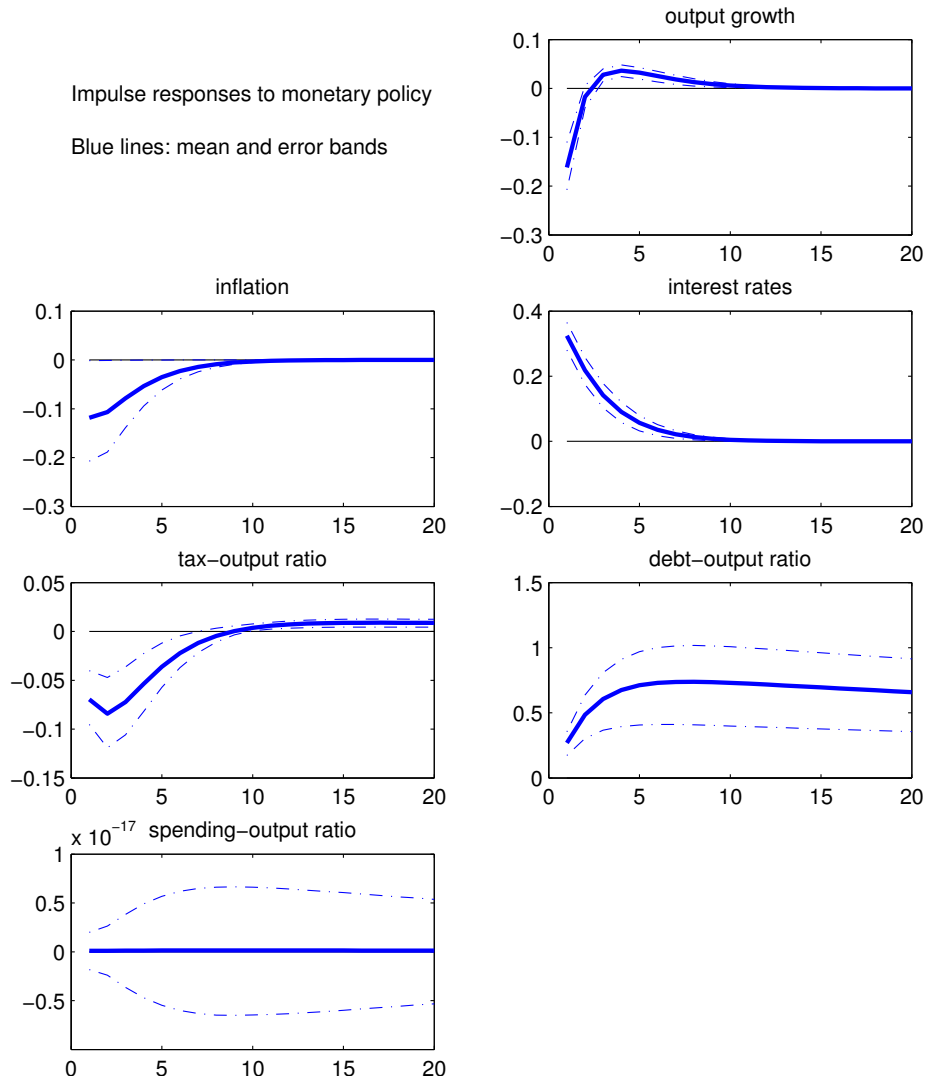 output growth
Impulse responses to monetary policy
Blue lines: mean and error bands
0.1
0
−0.1
−0.2
−0.3
0 5 10 15 20
inflation
0.1
0
−0.1
−0.2
−0.3
0 5 10 15 20
interest rates
0.4
0.2
0
−0.2
0 5 10 15 20
tax−output ratio
0.05
0
−0.05
−0.1
−0.15
0 5 10 15 20
debt−output ratio
1.5
1
0.5
0
0 5 10 15 20
x 10−17
spending−output ratio
1
0.5
0
−0.5
0 5 10 15 20